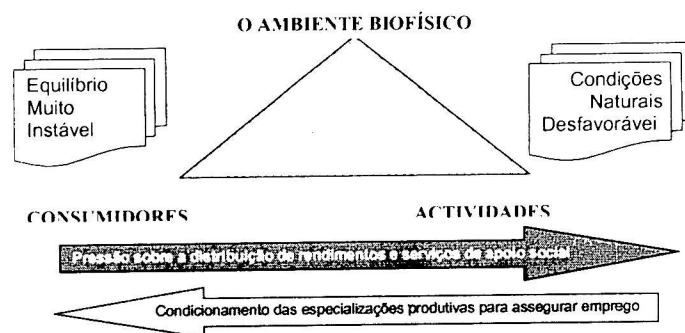 O AMBIENTE BIOFÍSICO
Equilíbrio
Muito
Instável
Condições
Naturais
Desfavorávei
CONSUMIDORES
ACTIVIDADES
Pressão sobre a distribuição de rendimentos e serviços de apoio social
Condicionamento das especializações produtivas para assegurar emprego